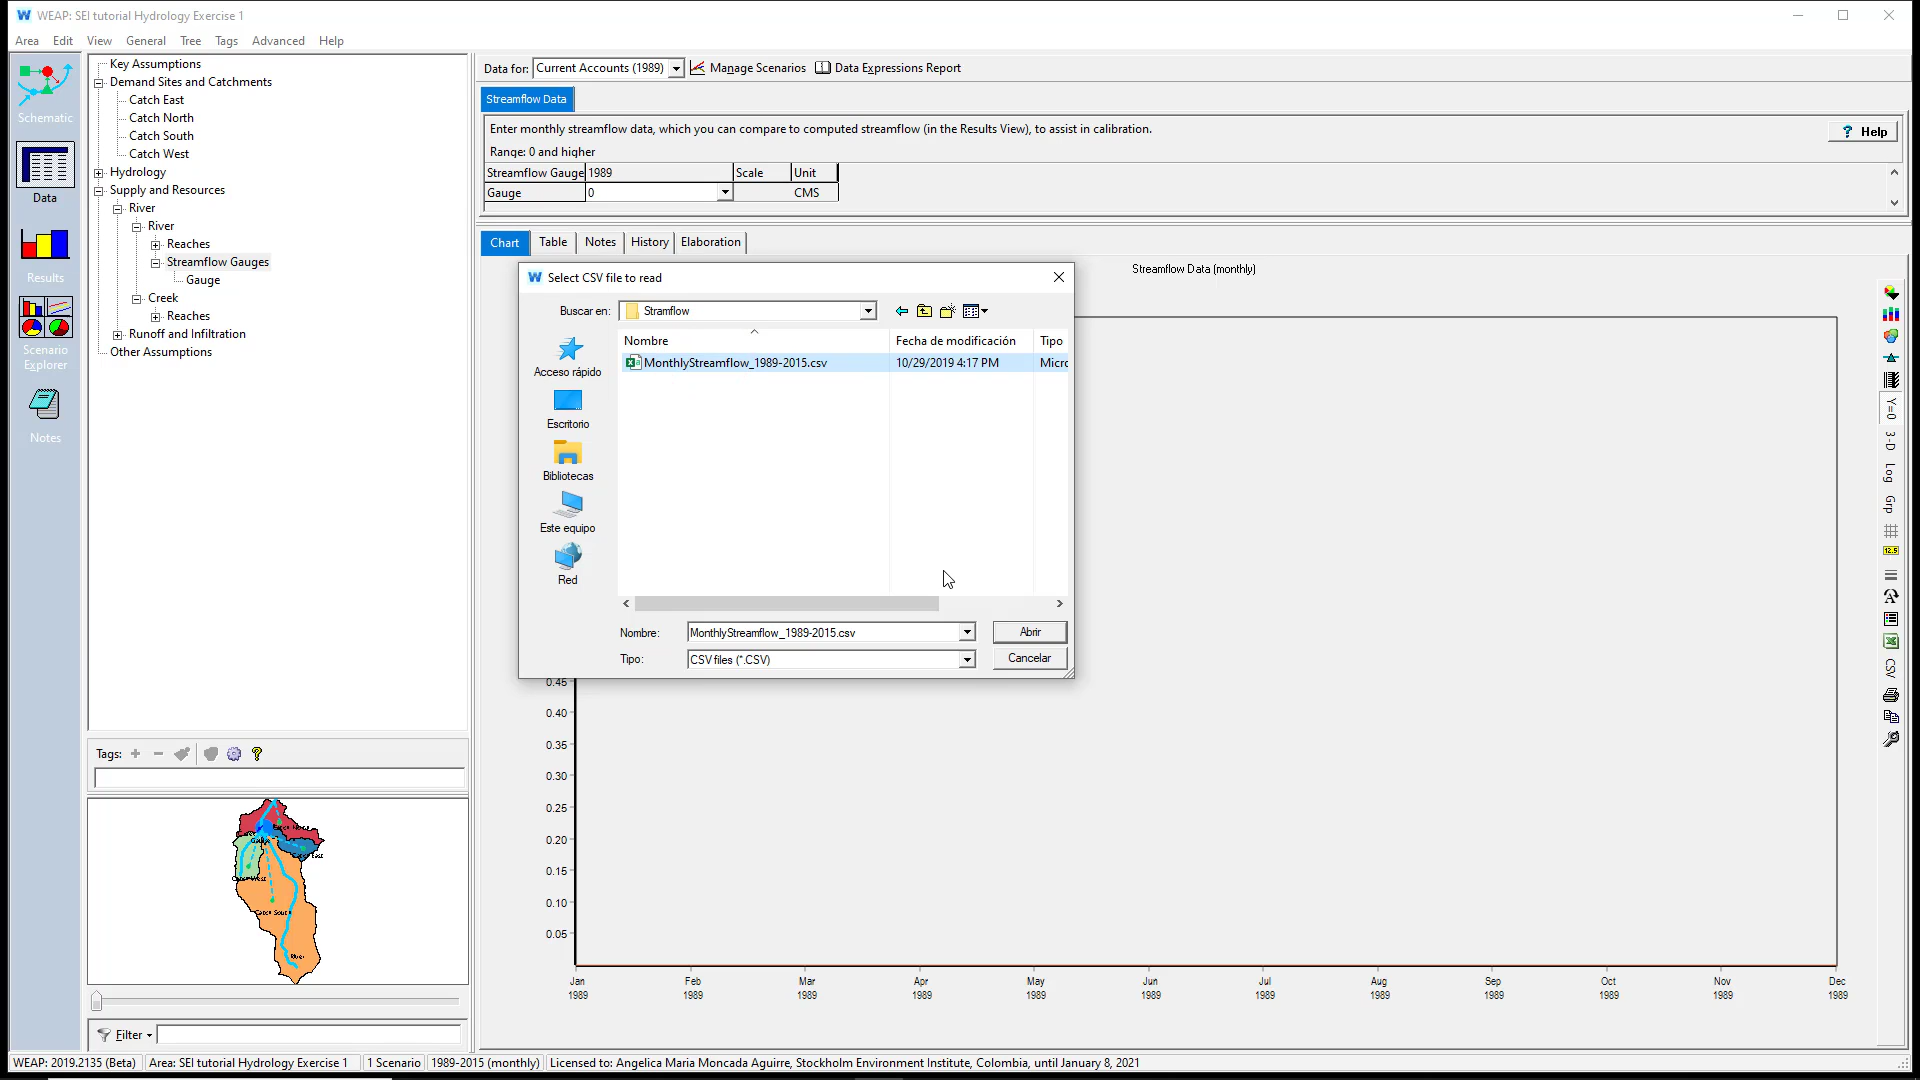 WEAP: SEI tutorial Hydrology Exercise 1
Area Edit View General Tree Tags Advanced Help
Schematic
Data
Results
Scenario
Explorer
Notes
Key Assumptions
Demand Sites and Catchments
Catch East
Catch North
Catch South
Catch West
Hydrology
Supply and Resources
River
River
Reaches
Streamflow Gauges
Gauge
Creek
Reaches
Runoff and Infiltration
Other Assumptions
Tags:
Catch East
Catch South
River
Filter
Data for: Current Accounts (1989) Manage Scenarios Data Expressions Report
Streamflow Data
Enter monthly streamflow data, which you can compare to computed streamflow (in the Results View), to assist in calibration.
? Help
Range: 0 and higher
Streamflow Gauge 1989 Scale Unit
Gauge 0 CMS
Chart Table Notes History Elaboration
Streamflow Data (monthly)
Select CSV file to read
Buscar en: Stramflow
Nombre Fecha de modificación Tipo
MonthlyStreamflow_1989-2015.csv 10/29/2019 4:17 PM Micro
Acceso rápido
Escritorio
Bibliotecas
Este equipo
Red
Nombre: MonthlyStreamflow_1989-2015.csv Abrir
Tipo: CSV files (*.CSV) Cancelar
0.45
0.40
0.35
0.30
0.25
0.20
0.15
0.10
0.05
Jan Feb Mar Apr May Jun Jul Aug Sep Oct Nov Dec
1989 1989 1989 1989 1989 1989 1989 1989 1989 1989 1989 1989
Y=0
3-D
Log
Grp
12.5
CSV
WEAP: 2019.2135 (Beta) Area: SEI tutorial Hydrology Exercise 1 1 Scenario 1989-2015 (monthly) Licensed to: Angelica Maria Moncada Aguirre, Stockholm Environment Institute, Colombia, until January 8, 2021